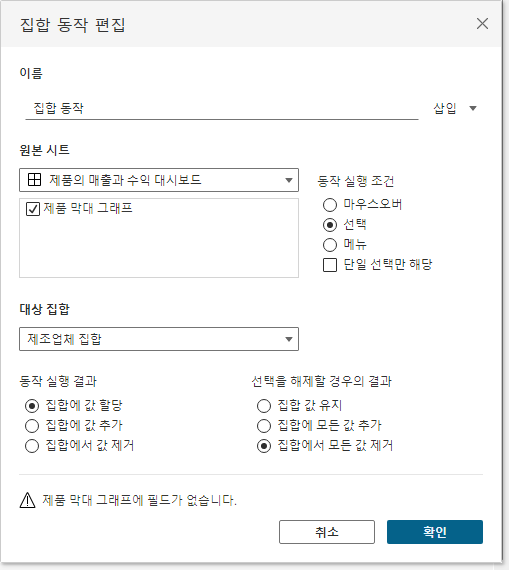 집합 동작 편집
이름
집합 동작
삽입
원본 시트
제품의 매출과 수익 대시보드
제품 막대 그래프
동작 실행 조건
마우스오버
선택
메뉴
단일 선택만 해당
대상 집합
제조업체 집합
동작 실행 결과
집합에 값 할당
집합에 값 추가
집합에서 값 제거
선택을 해제할 경우의 결과
집합 값 유지
집합에 모든 값 추가
집합에서 모든 값 제거
제품 막대 그래프에 필드가 없습니다.
취소
확인